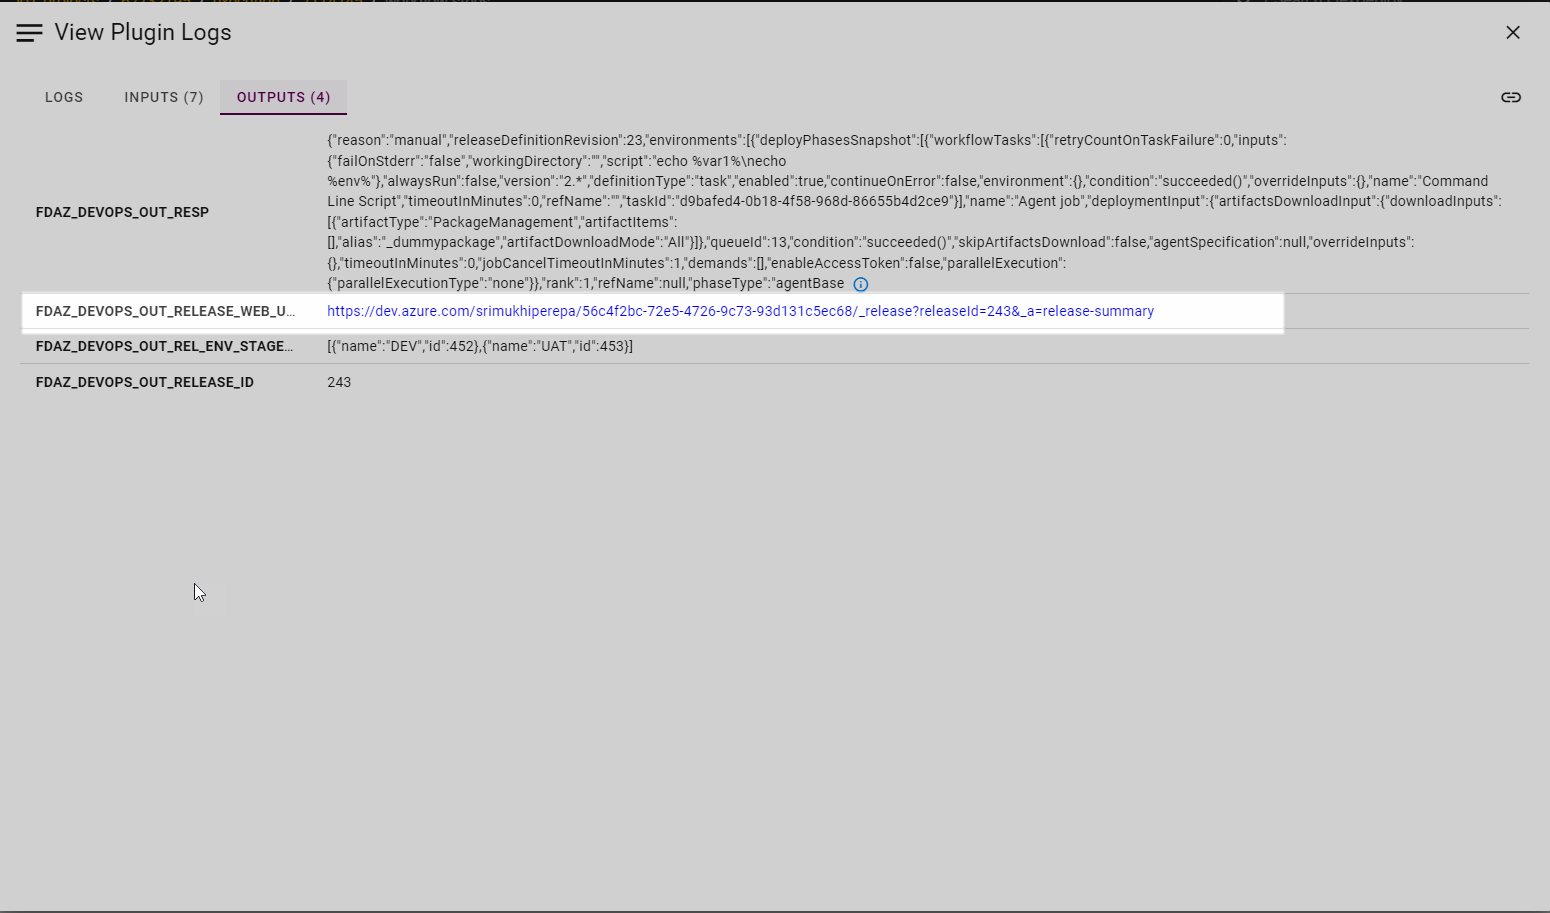 View Plugin Logs
LOGS
INPUTS (7)
OUTPUTS (4)
{"reason":"manual","releaseDefinitionRevision":23,"environments":[{"deployPhasesSnapshot":[{"workflowTasks":[{"retryCountOnTaskFailure":0,"inputs":
{"failOnStderr":"false","workingDirectory":"","script":"echo %var1%\necho
%env%"},"alwaysRun":false,"version":"2.*","definitionType":"task","enabled":true,"continueOnError":false,"environment":{},"condition":"succeeded()","overrideInputs":{},"name":"Command
Line Script","timeoutInMinutes":0,"refName":"","taskId":"d9bafed4-0b18-4f58-968d-86655b4d2ce9"}],"name":"Agent job","deploymentInput":{"artifactsDownloadInput":{"downloadInputs":
FDAZ_DEVOPS_OUT_RESP
[{"artifactType":"PackageManagement","artifactItems":
[],"alias":"_dummypackage","artifactDownloadMode":"All"}]},"queueId":13,"condition":"succeeded()","skipArtifactsDownload":false,"agentSpecification":null,"overrideInputs":
{},"timeoutInMinutes":0,"jobCancelTimeoutInMinutes":1,"demands":[],"enableAccessToken":false,"parallelExecution":
{"parallelExecutionType":"none"}},"rank":1,"refName":null,"phaseType":"agentBase
FDAZ_DEVOPS_OUT_RELEASE_WEB_U... https://dev.azure.com/srimukhiperepa/56c4f2bc-72e5-4726-9c73-93d131c5ec68/_release?releaseId=243&_a=release-summary
FDAZ_DEVOPS_OUT_REL_ENV_STAGE... [{"name":"DEV","id":452},{"name":"UAT","id":453}]
FDAZ_DEVOPS_OUT_RELEASE_ID 243